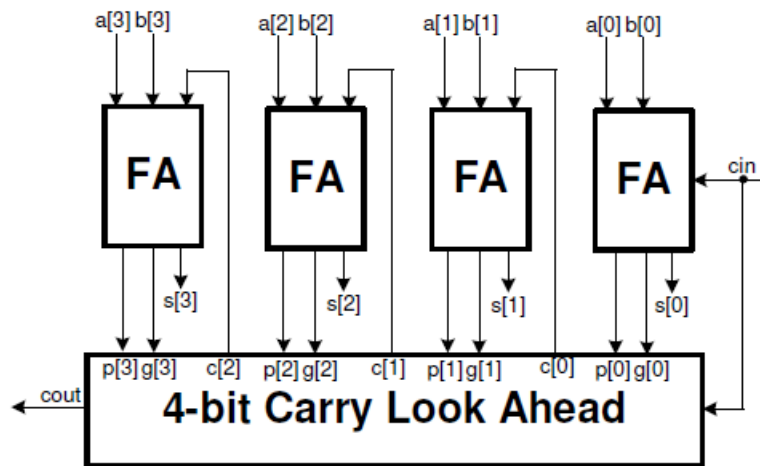 a[3] b[3] a[2] b[2] a[1] b[1] a[0] b[0]
FA FA FA FA
cin
s[3] s[2] s[1] s[0]
p[3] g[3] c[2] p[2] g[2] c[1] p[1] g[1] c[0] p[0] g[0]
cout
4-bit Carry Look Ahead